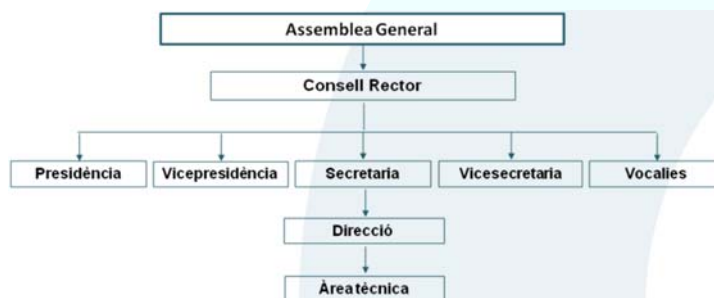 Assemblea General
Consell Rector
Presidència
Vicepresidència
Secretaria
Vicesecretaria
Vocalies
Direcció
Àrea tècnica